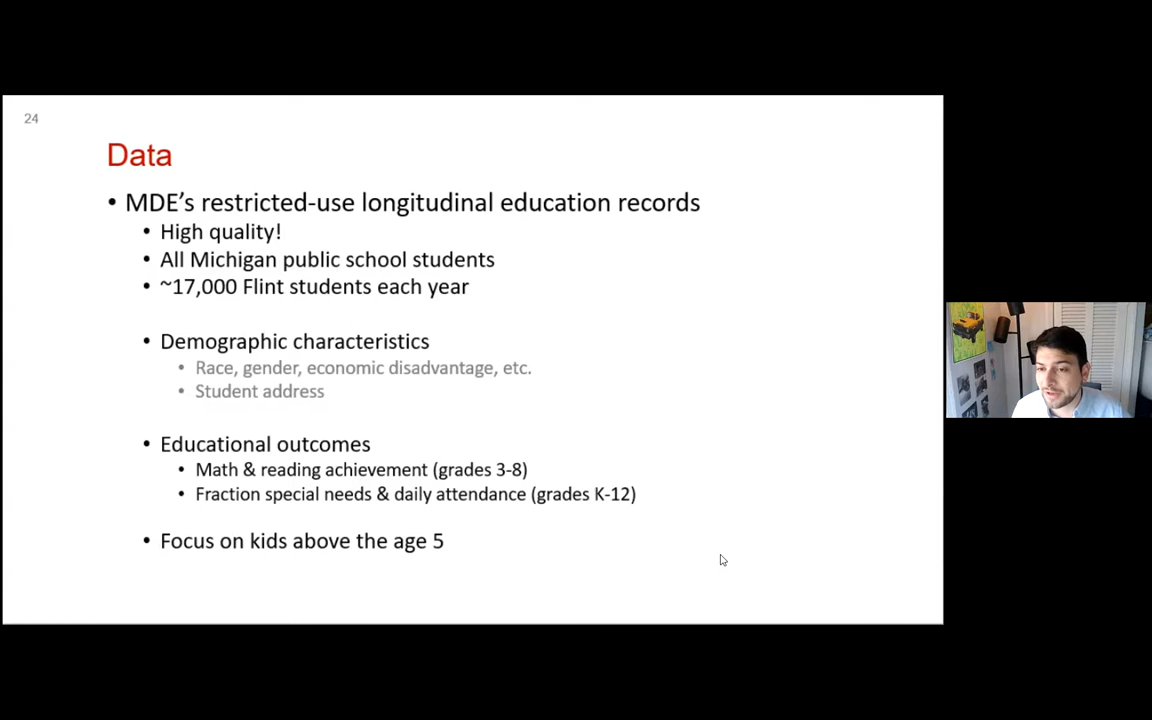 24
Data
• MDE's restricted-use longitudinal education records
• High quality!
• All Michigan public school students
• ~17,000 Flint students each year
• Demographic characteristics
• Race, gender, economic disadvantage, etc.
• Student address
• Educational outcomes
• Math & reading achievement (grades 3-8)
• Fraction special needs & daily attendance (grades K-12)
• Focus on kids above the age 5